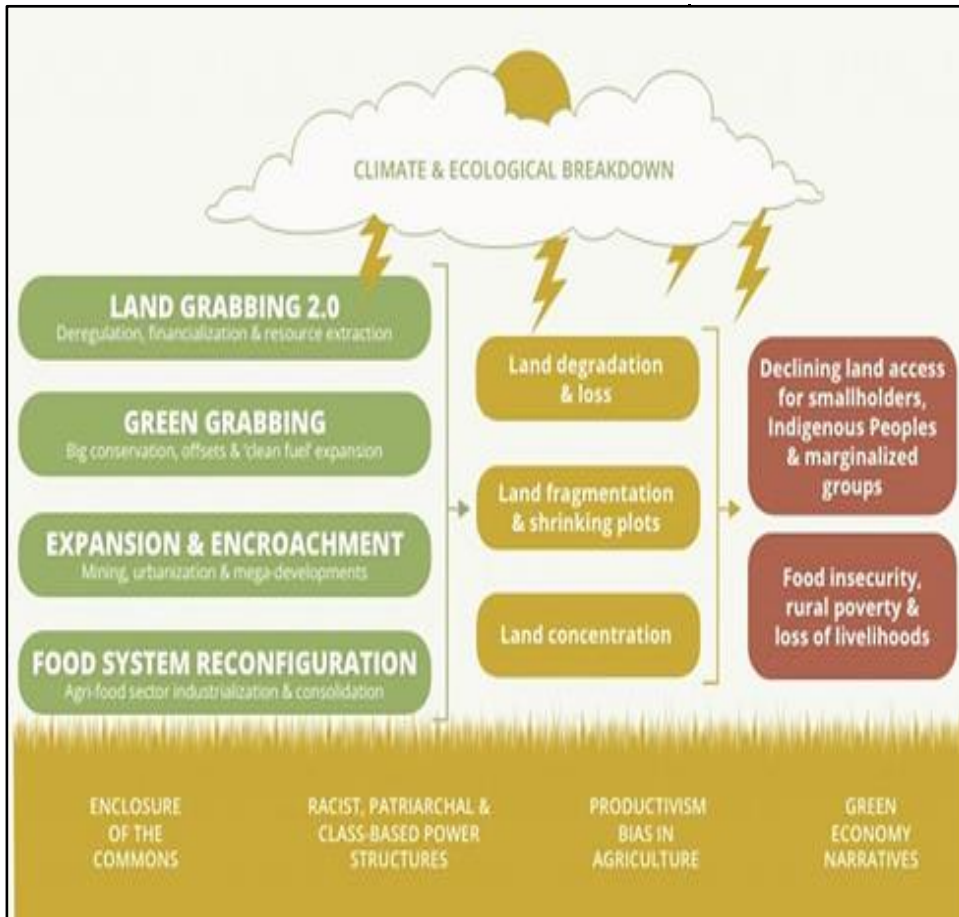 CLIMATE & ECOLOGICAL BREAKDOWN
LAND GRABBING 2.0
Deregulation, financialization & resource extraction
GREEN GRABBING
Big conservation, offsets & 'clean fuel' expansion
EXPANSION & ENCROACHMENT
Mining, urbanization & mega-developments
FOOD SYSTEM RECONFIGURATION
Agri-food sector industrialization & consolidation
Land degradation
& loss
Land fragmentation
& shrinking plots
Land concentration
Declining land access
for smallholders,
Indigenous Peoples
& marginalized
groups
Food insecurity,
rural poverty &
loss of livelihoods
ENCLOSURE
OF THE
COMMONS
RACIST, PATRIARCHAL &
CLASS-BASED POWER
STRUCTURES
PRODUCTIVISM
BIAS IN
AGRICULTURE
GREEN
ECONOMY
NARRATIVES